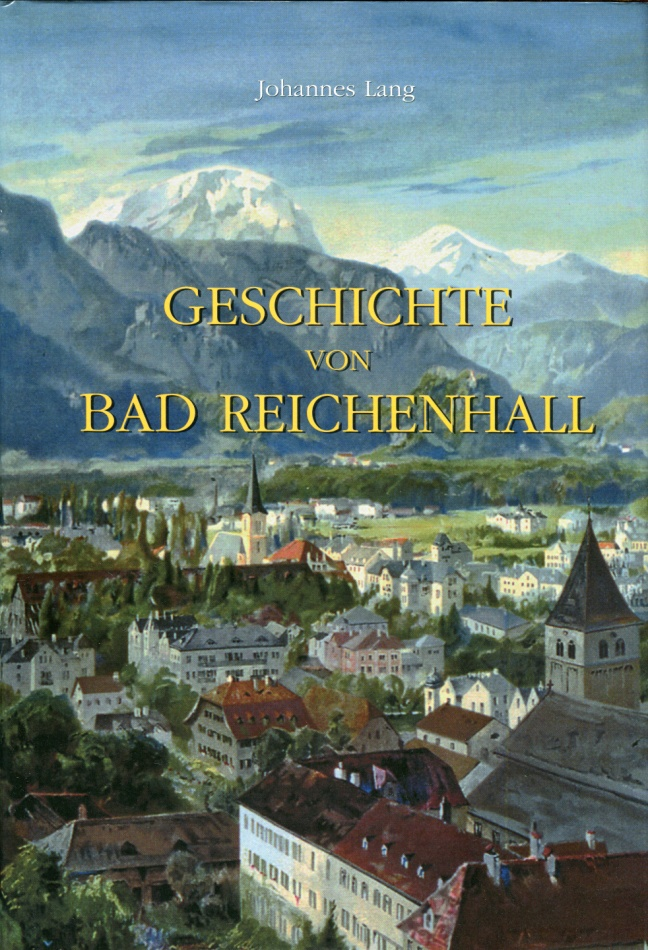 Johannes Lang
GESCHICHTE
VON
BAD REICHENHALL